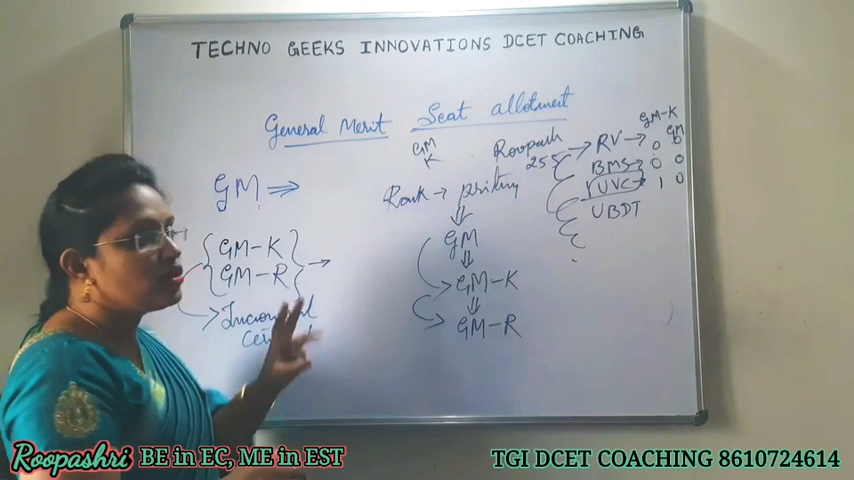 TECHNO GEEKS INNOVATIONS DCET COACHING
General Merit Seat allotment
GM
K
GM ⇒
GM-K
GM-R
Rank → priority
GM
GM-K
GM-R
255 → RV → 0 0
GM-K
GM
BMS → 0 0
UVC → 1 0
UBDT
Roopashri BE in EC, ME in EST
TGI DCET COACHING 8610724614